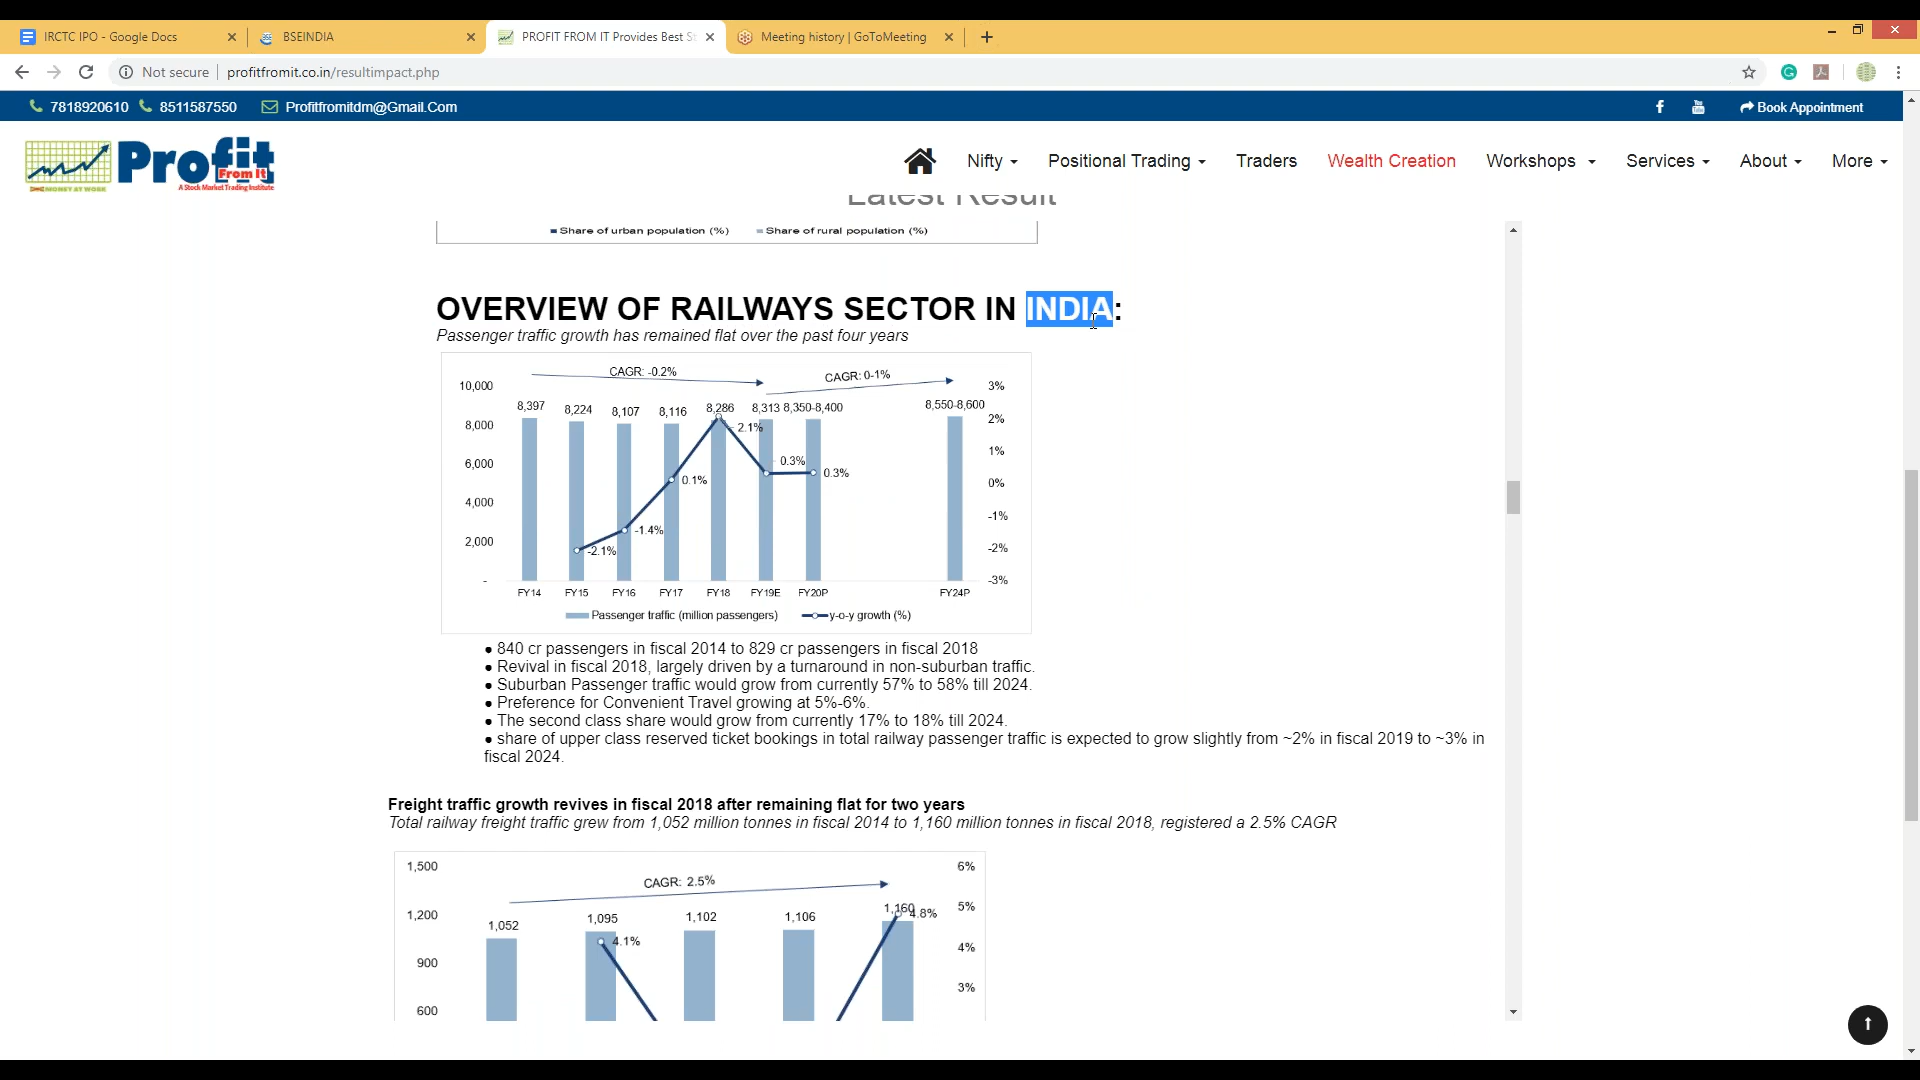 IRCTC IPO - Google Docs
BSEINDIA
PROFIT FROM IT Provides Best S
Meeting history | GoToMeeting
Not secure
profitfromit.co.in/resultimpact.php
7818920610
8511587550
Profitfromitdm@Gmail.Com
Book Appointment
Profit
From It
MONEY AT WORK
A Stock Market Trading Institute
Nifty
Positional Trading
Traders
Wealth Creation
Workshops
Services
About
More
Latest Result
Share of urban population (%)
Share of rural population (%)
OVERVIEW OF RAILWAYS SECTOR IN INDIA:
Passenger traffic growth has remained flat over the past four years
CAGR: -0.2%
CAGR: 0-1%
10,000
8,000
6,000
4,000
2,000
-
8,397
8,224
8,107
8,116
8,286
8,313
8,350-8,400
8,550-8,600
-2.1%
-1.4%
0.1%
2.1%
0.3%
0.3%
3%
2%
1%
0%
-1%
-2%
-3%
FY14
FY15
FY16
FY17
FY18
FY19E
FY20P
FY24P
Passenger traffic (million passengers)
y-o-y growth (%)
● 840 cr passengers in fiscal 2014 to 829 cr passengers in fiscal 2018
● Revival in fiscal 2018, largely driven by a turnaround in non-suburban traffic.
● Suburban Passenger traffic would grow from currently 57% to 58% till 2024.
● Preference for Convenient Travel growing at 5%-6%.
● The second class share would grow from currently 17% to 18% till 2024.
● share of upper class reserved ticket bookings in total railway passenger traffic is expected to grow slightly from ~2% in fiscal 2019 to ~3% in
fiscal 2024.
Freight traffic growth revives in fiscal 2018 after remaining flat for two years
Total railway freight traffic grew from 1,052 million tonnes in fiscal 2014 to 1,160 million tonnes in fiscal 2018, registered a 2.5% CAGR
1,500
1,200
900
600
CAGR: 2.5%
1,052
1,095
1,102
1,106
1,160
4.1%
4.8%
6%
5%
4%
3%